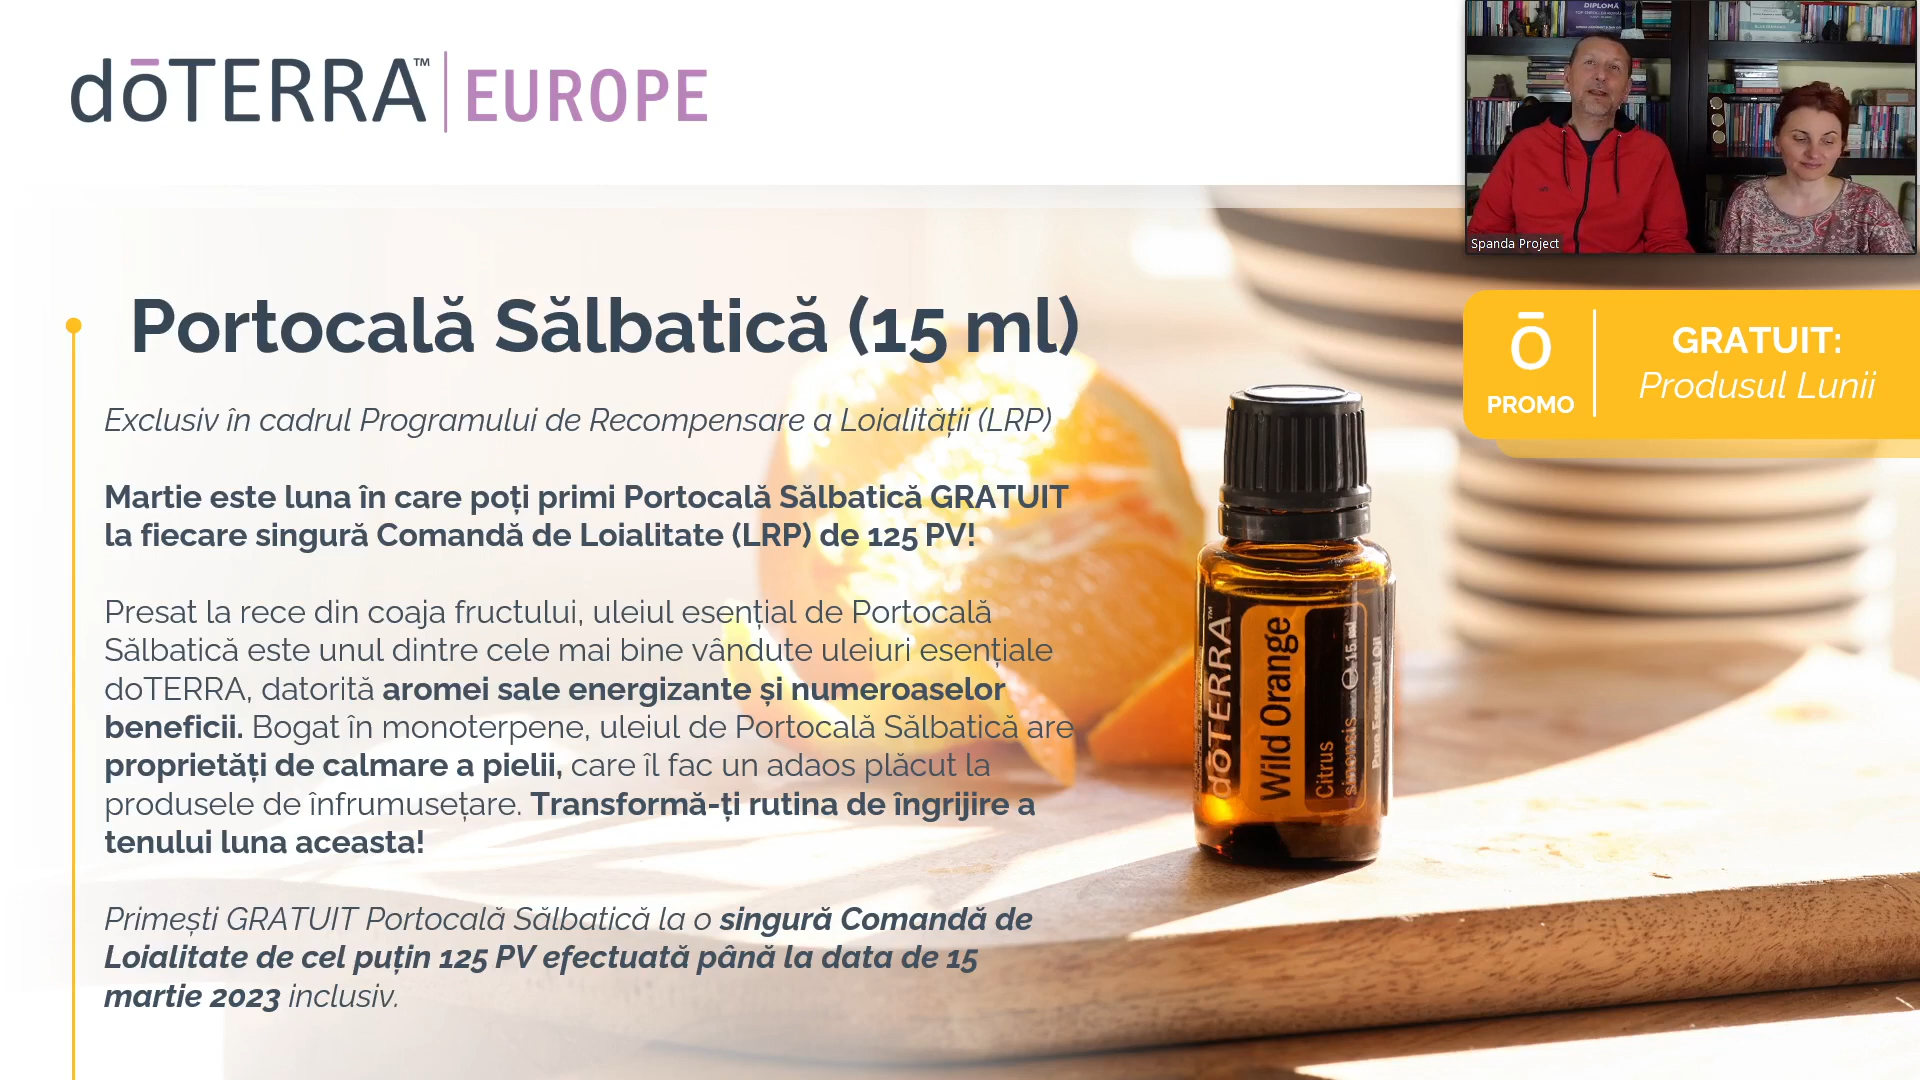 dōTERRA™ EUROPE
DIPLOMĂ
Spanda Project
Portocală Sălbatică (15 ml)
ō
PROMO
GRATUIT:
Produsul Lunii
Exclusiv în cadrul Programului de Recompensare a Loialității (LRP)
Martie este luna în care poți primi Portocală Sălbatică GRATUIT
la fiecare singură Comandă de Loialitate (LRP) de 125 PV!
Presat la rece din coaja fructului, uleiul esențial de Portocală
Sălbatică este unul dintre cele mai bine vândute uleiuri esențiale
doTERRA, datorită aromei sale energizante și numeroaselor
beneficii. Bogat în monoterpene, uleiul de Portocală Sălbatică are
proprietăți de calmare a pielii, care îl fac un adaos plăcut la
produsele de înfrumusețare. Transformă-ți rutina de îngrijire a
tenului luna aceasta!
Primești GRATUIT Portocală Sălbatică la o singură Comandă de
Loialitate de cel puțin 125 PV efectuată până la data de 15
martie 2023 inclusiv.
dōTERRA™
Wild Orange
Citrus
sinensis
15 ml
Pure Essential Oil